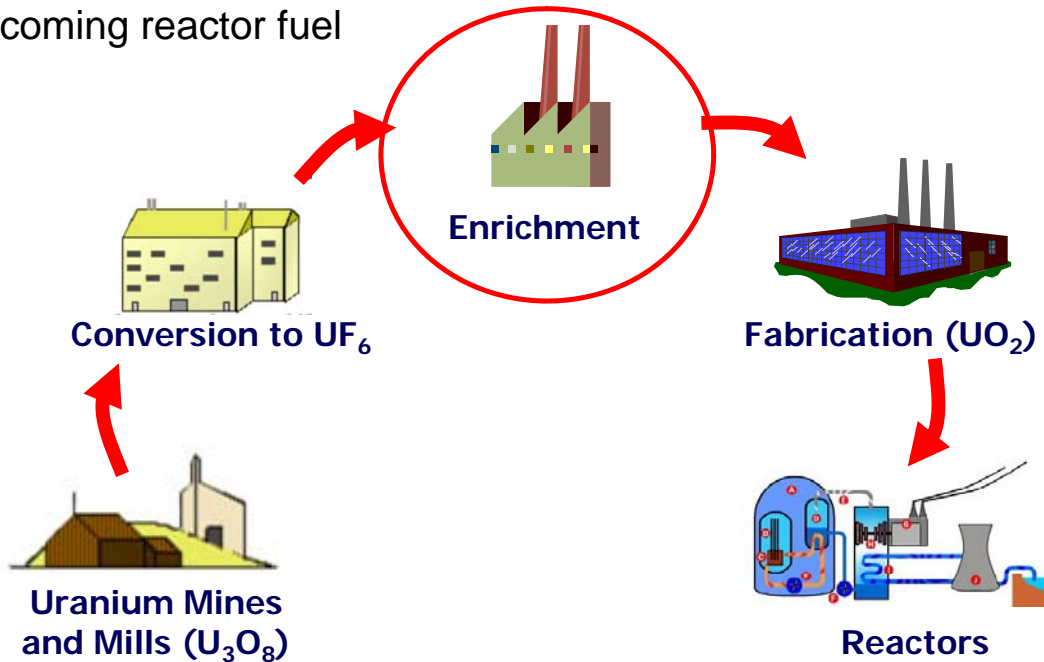 coming reactor fuel
Enrichment
Conversion to UF₆
Fabrication (UO₂)
Uranium Mines
and Mills (U₃O₈)
A
B
C
D
E
F
G
H
I
J
Reactors